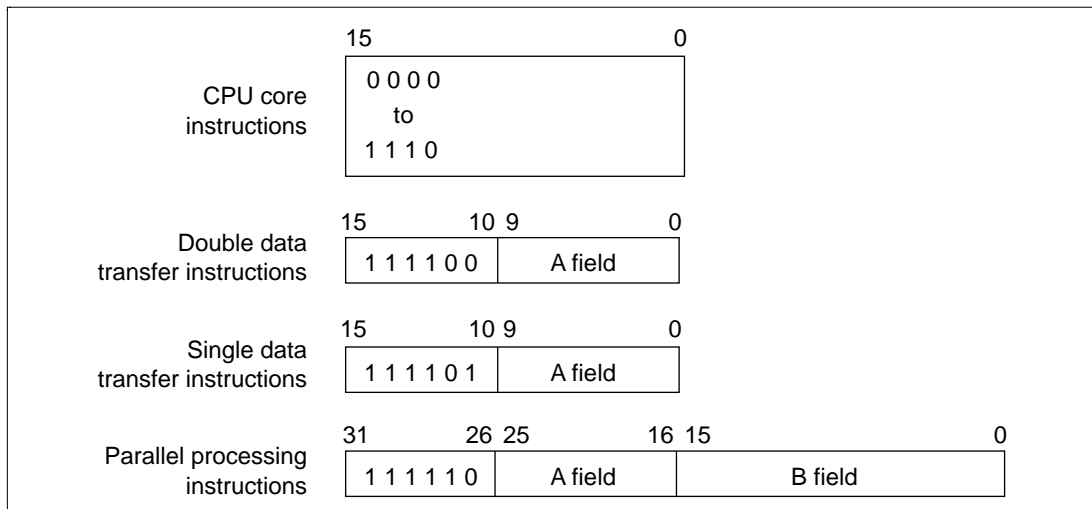 15 0
CPU core
instructions
0 0 0 0
to
1 1 1 0
15 10 9 0
Double data
transfer instructions
1 1 1 1 0 0 A field
15 10 9 0
Single data
transfer instructions
1 1 1 1 0 1 A field
31 26 25 16 15 0
Parallel processing
instructions
1 1 1 1 1 0 A field B field